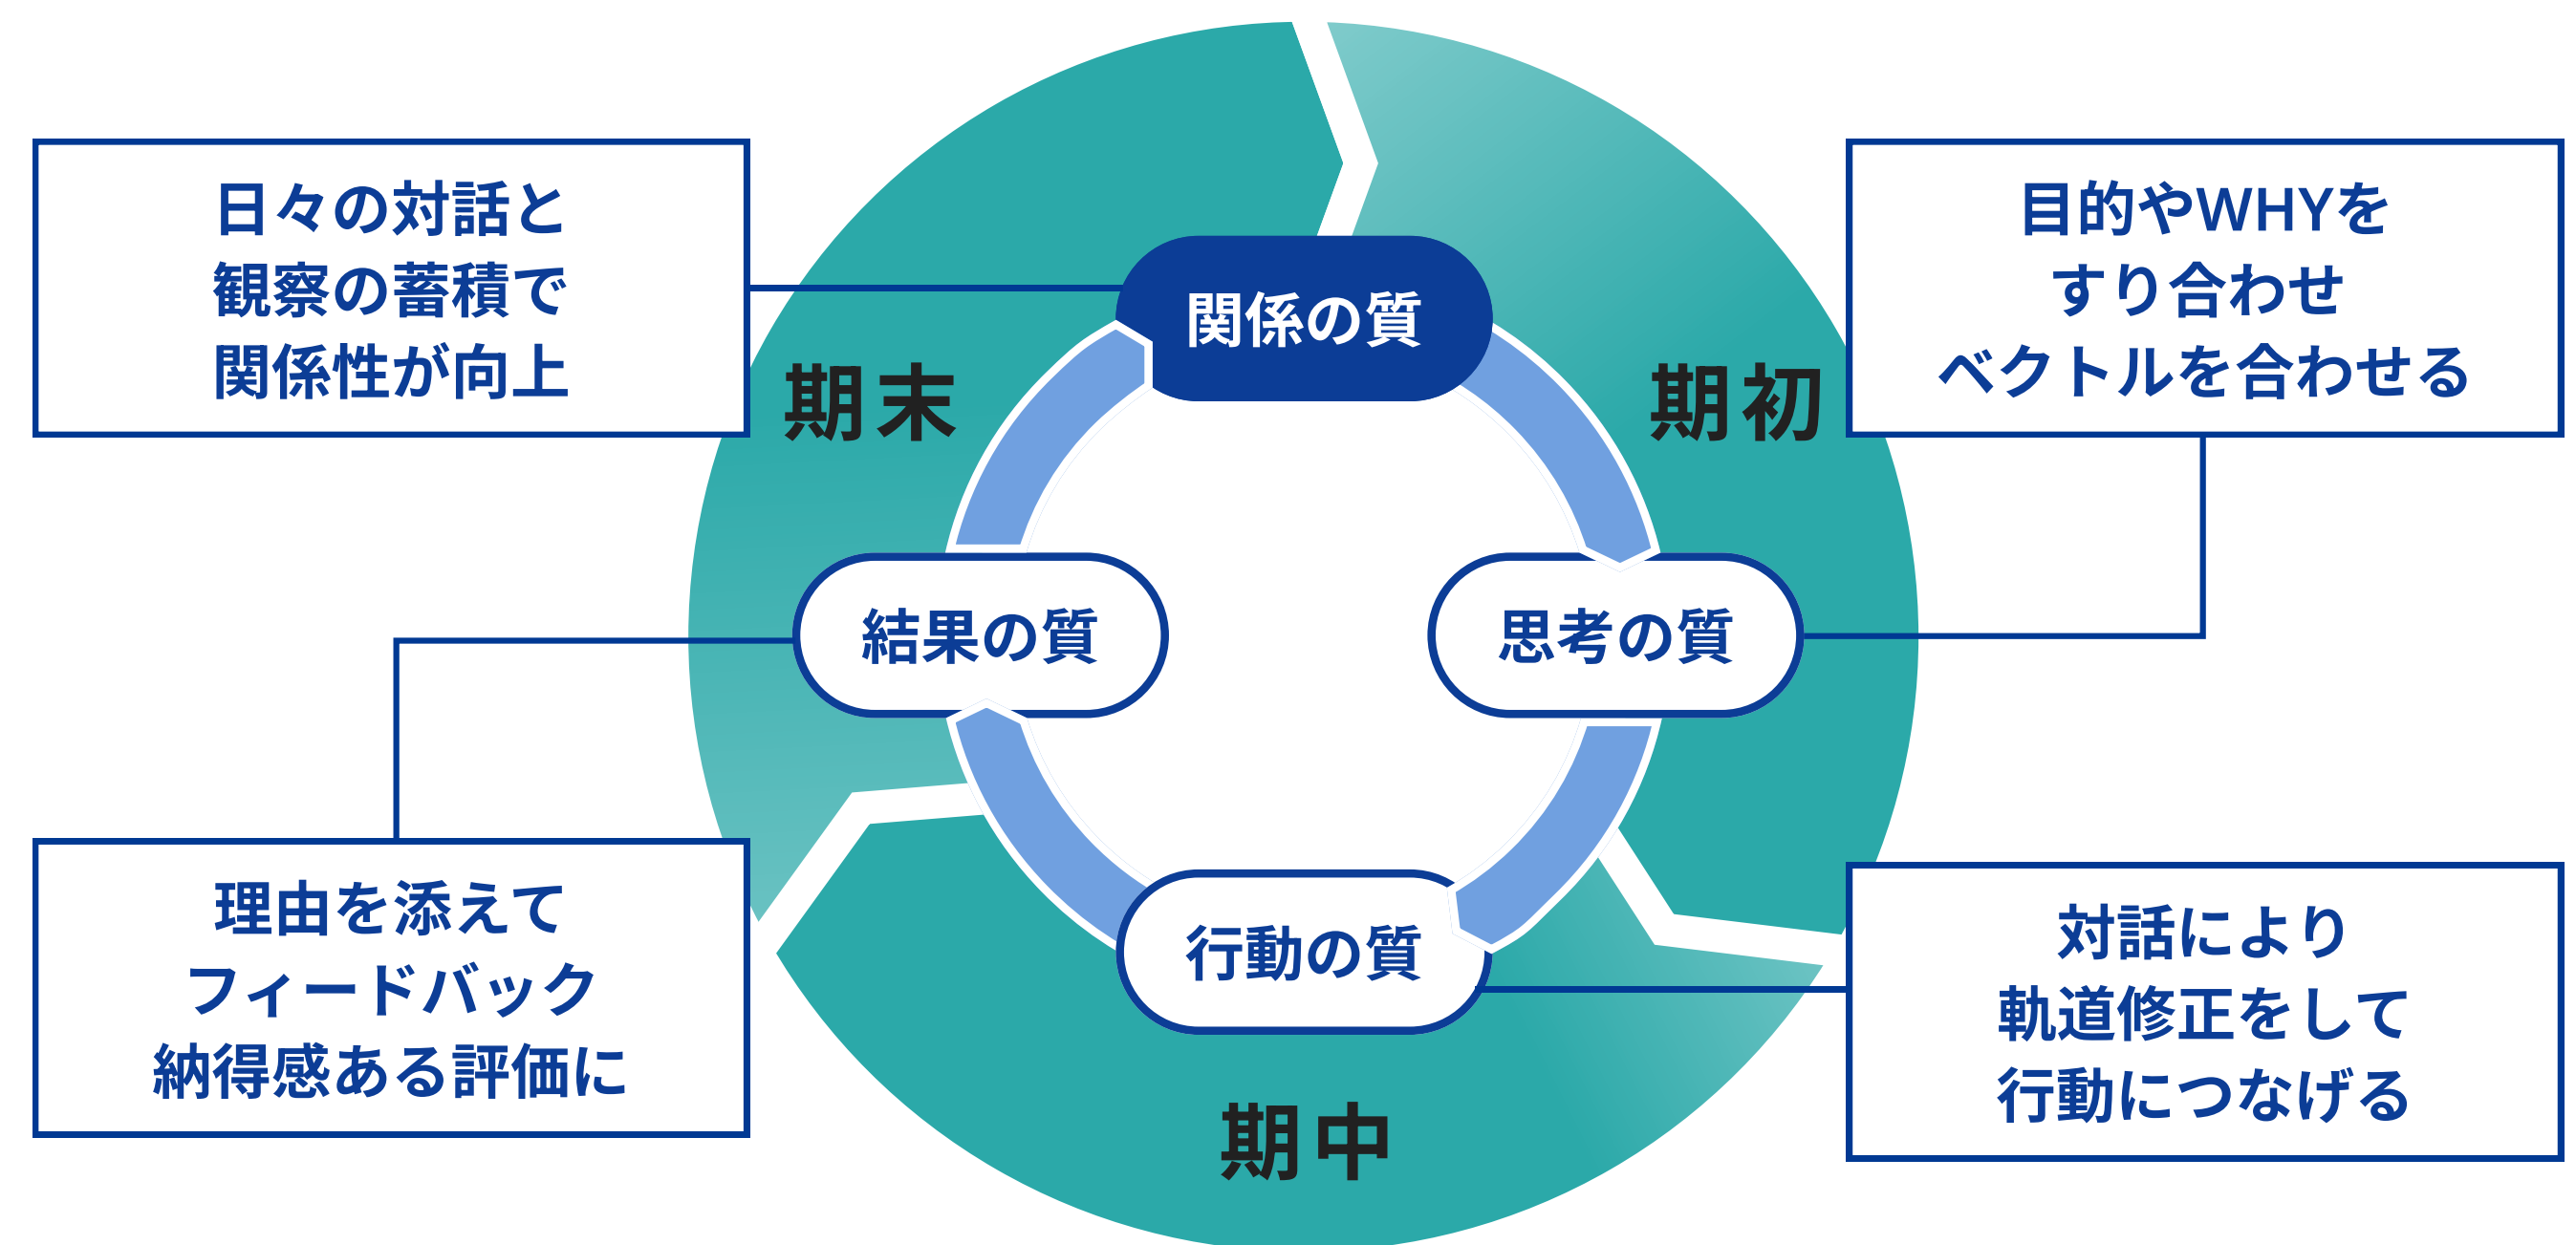 日々の対話と
観察の蓄積で
関係性が向上
目的やWHYを
すり合わせ
ベクトルを合わせる
関係の質
期末
期初
結果の質
思考の質
理由を添えて
フィードバック
納得感ある評価に
行動の質
対話により
軌道修正をして
行動につなげる
期中